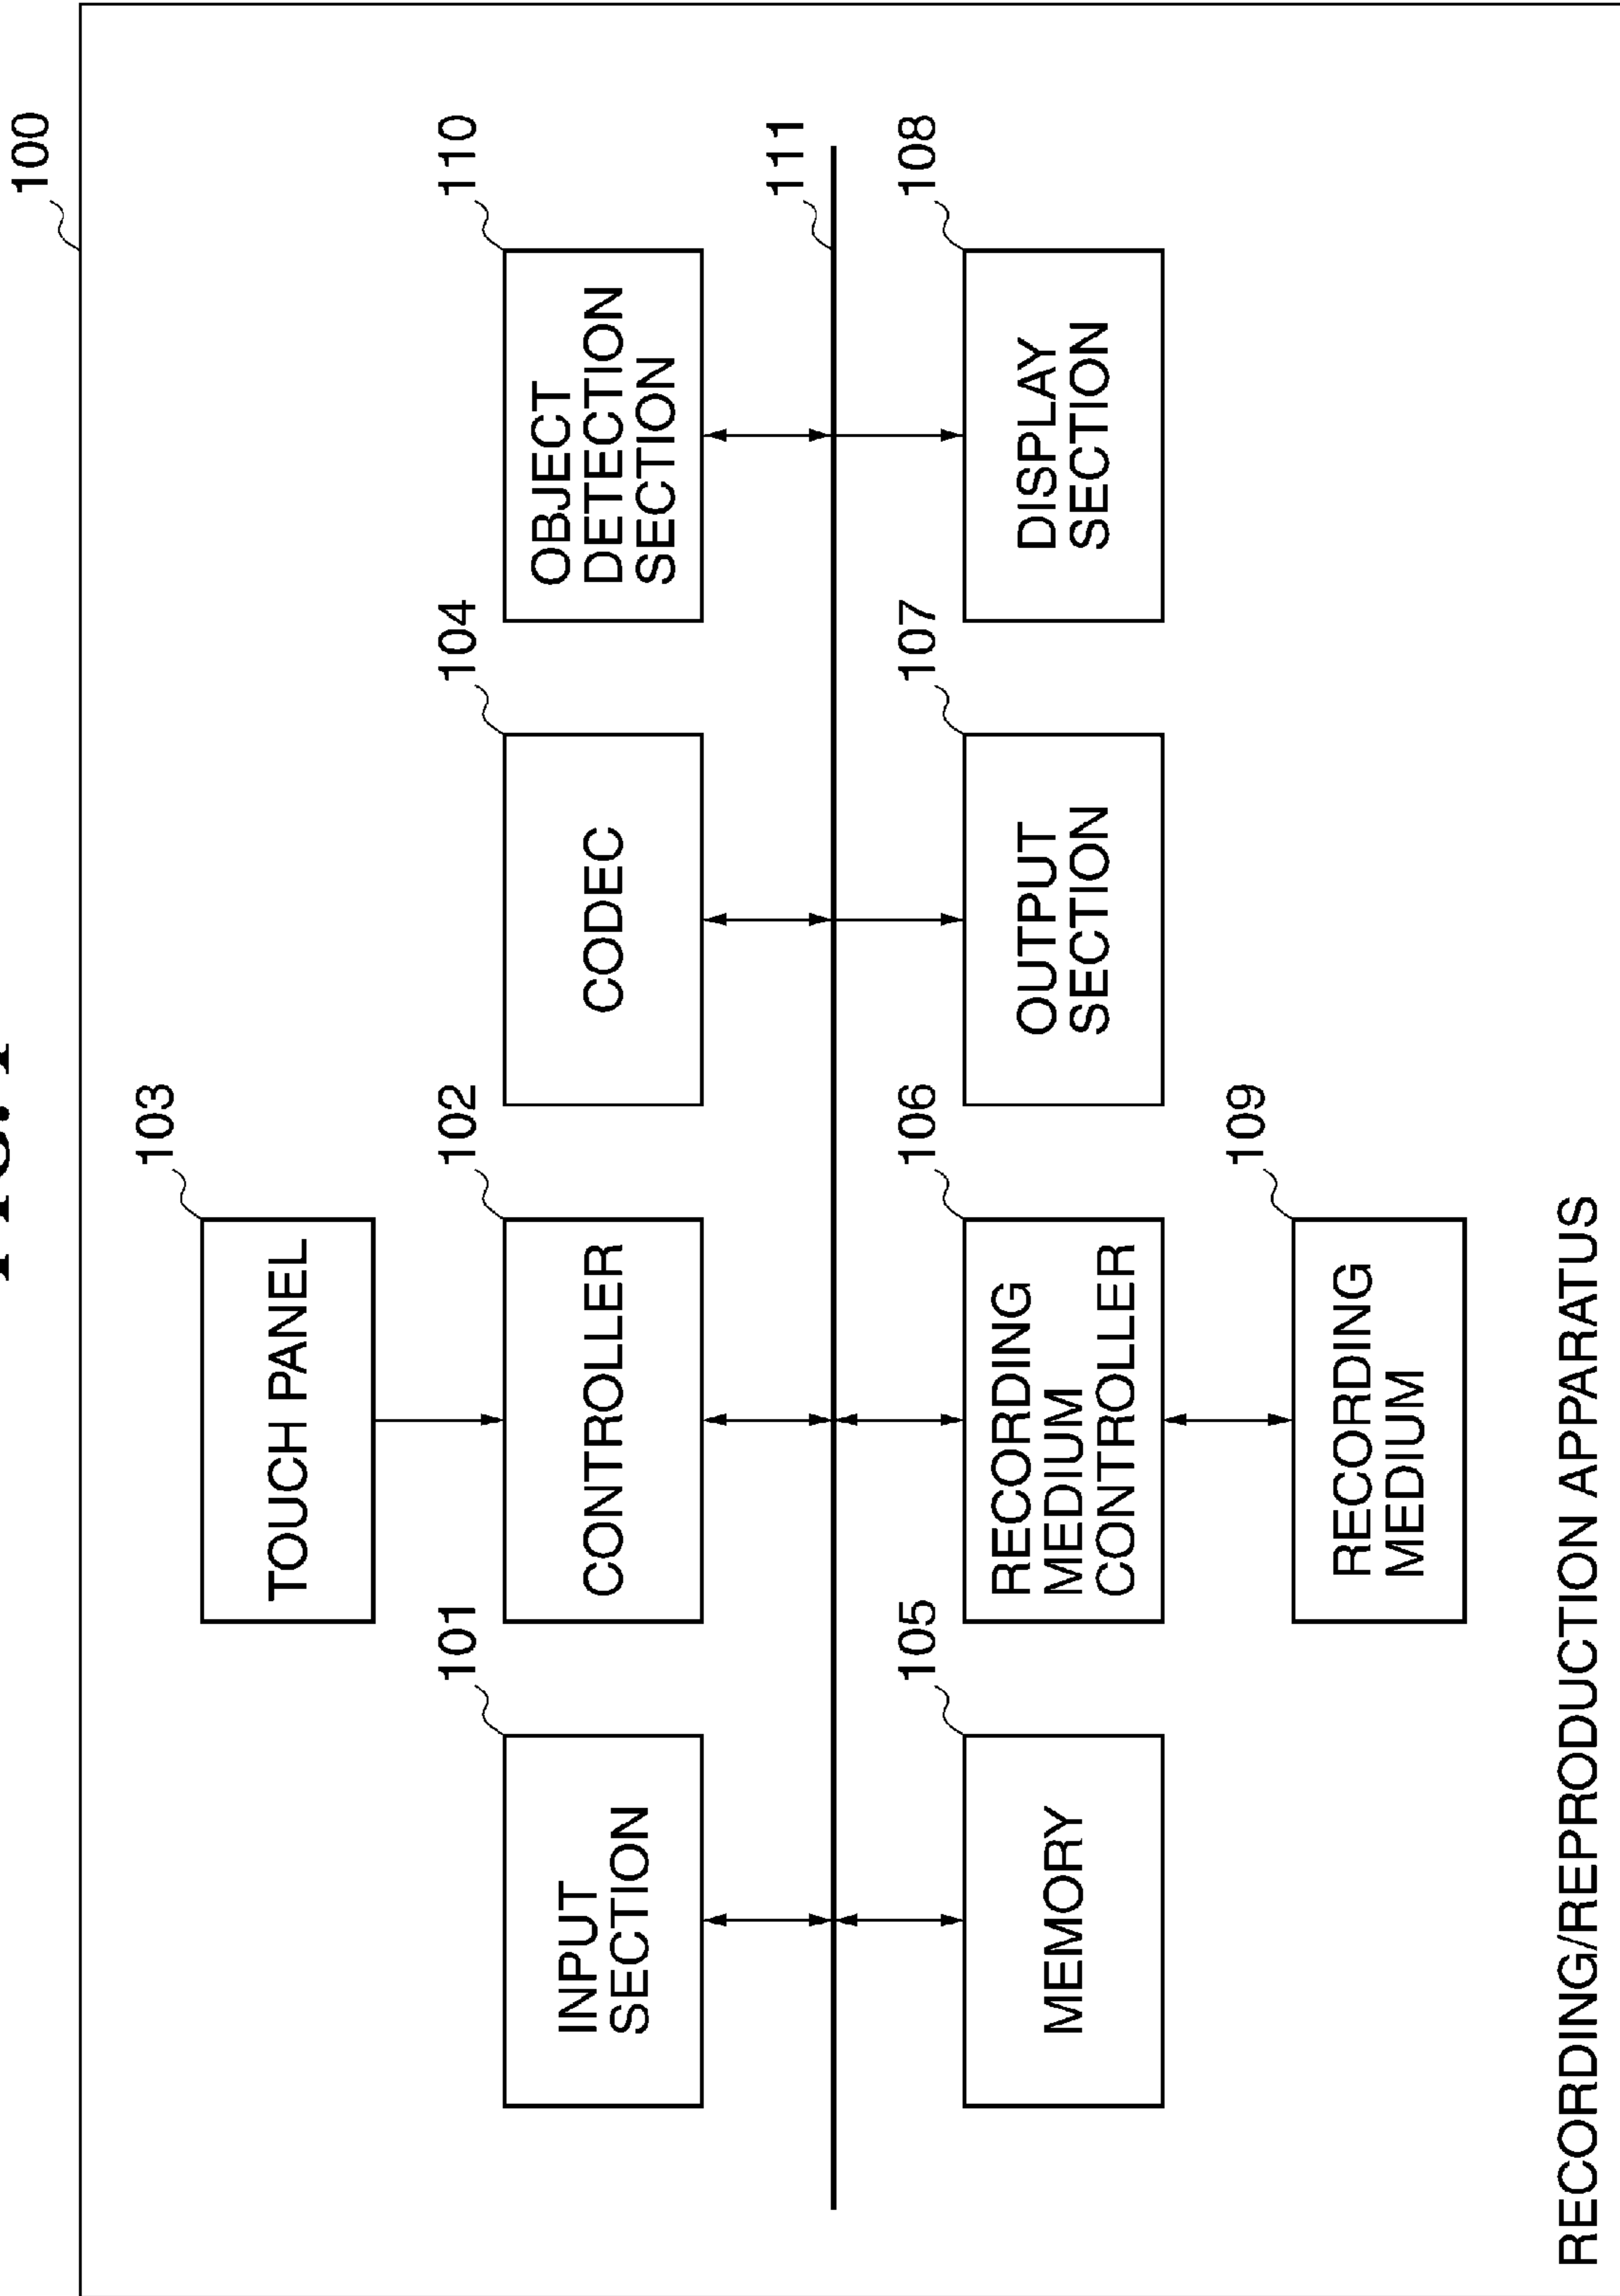 100
103
TOUCH PANEL
101
102
104
110
INPUT
SECTION
CONTROLLER
CODEC
OBJECT
DETECTION
SECTION
111
105
106
107
108
MEMORY
RECORDING
MEDIUM
CONTROLLER
OUTPUT
SECTION
DISPLAY
SECTION
109
RECORDING
MEDIUM
RECORDING/REPRODUCTION APPARATUS